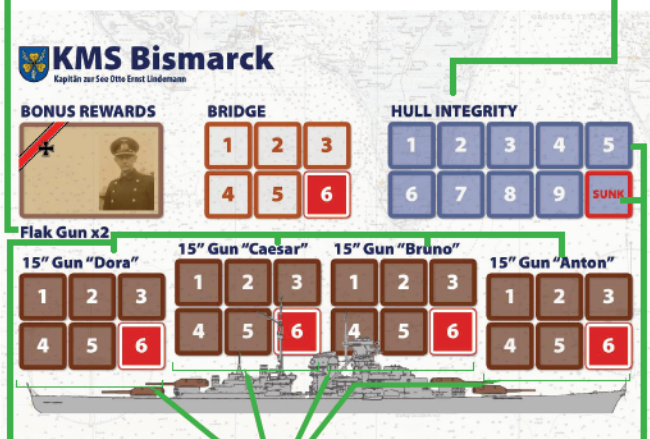 KMS Bismarck
Kapitän zur See Otte Ernst Lindemann
BONUS REWARDS
BRIDGE
HULL INTEGRITY
1 2 3
4 5 6
1 2 3 4 5
6 7 8 9 SUNK
Flak Gun x2
15" Gun "Dora"
15" Gun "Caesar"
15" Gun "Bruno"
15" Gun "Anton"
1 2 3
4 5 6
1 2 3
4 5 6
1 2 3
4 5 6
1 2 3
4 5 6